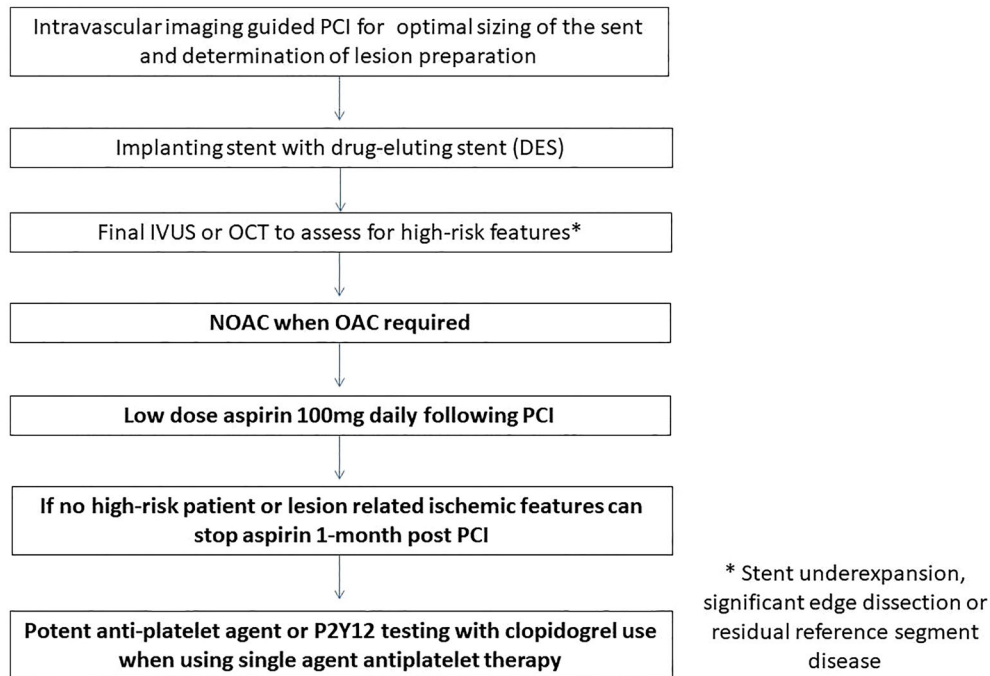 Intravascular imaging guided PCI for optimal sizing of the sent
and determination of lesion preparation
Implanting stent with drug-eluting stent (DES)
Final IVUS or OCT to assess for high-risk features*
NOAC when OAC required
Low dose aspirin 100mg daily following PCI
If no high-risk patient or lesion related ischemic features can
stop aspirin 1-month post PCI
Potent anti-platelet agent or P2Y12 testing with clopidogrel use
when using single agent antiplatelet therapy
* Stent underexpansion,
significant edge dissection or
residual reference segment
disease